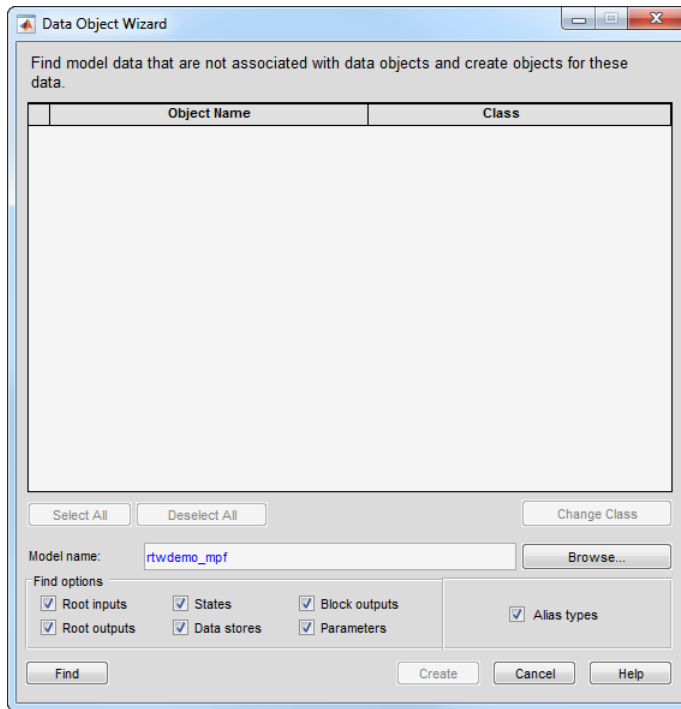 Data Object Wizard
Find model data that are not associated with data objects and create objects for these
data.
Object Name Class
Select All Deselect All Change Class
Model name: rtwdemo_mpf Browse...
Find options
Root inputs States Block outputs Alias types
Root outputs Data stores Parameters
Find Create Cancel Help